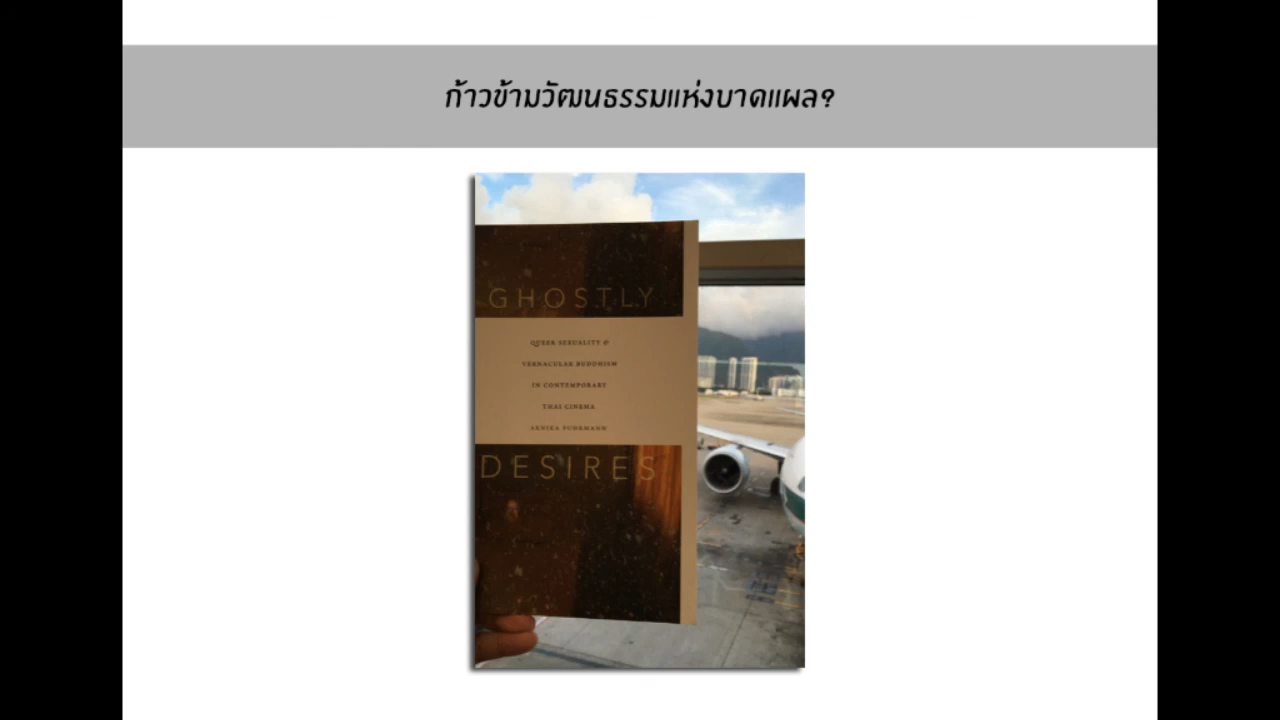 ก้าวข้ามวัฒนธรรมแห่งบาดแผล?
GHOSTLY
QUEER SEXUALITY &
VERNACULAR BUDDHISM
IN CONTEMPORARY
THAI CINEMA
ARNIKA FUHRMANN
DESIRES